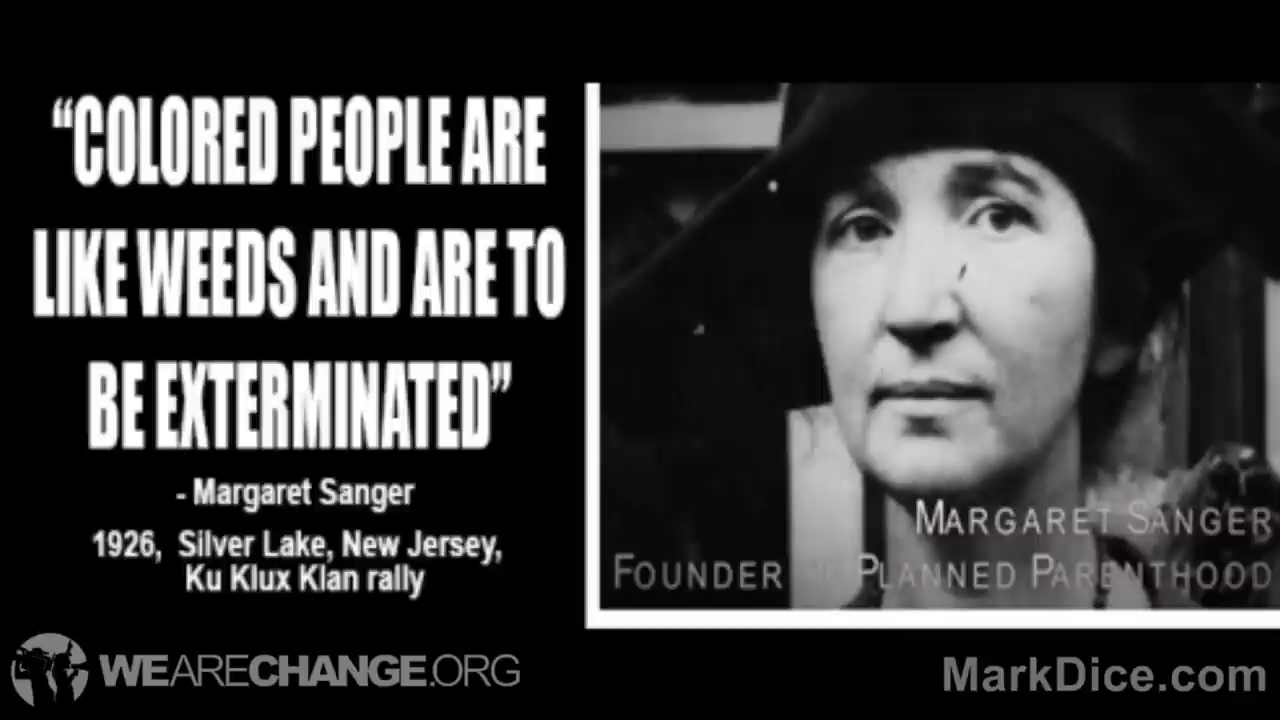 “COLORED PEOPLE ARE
LIKE WEEDS AND ARE TO
BE EXTERMINATED”
- Margaret Sanger
1926, Silver Lake, New Jersey,
Ku Klux Klan rally
MARGARET SANGER
FOUNDER PLANNED PARENTHOOD
WEARECHANGE.ORG
MarkDice.com